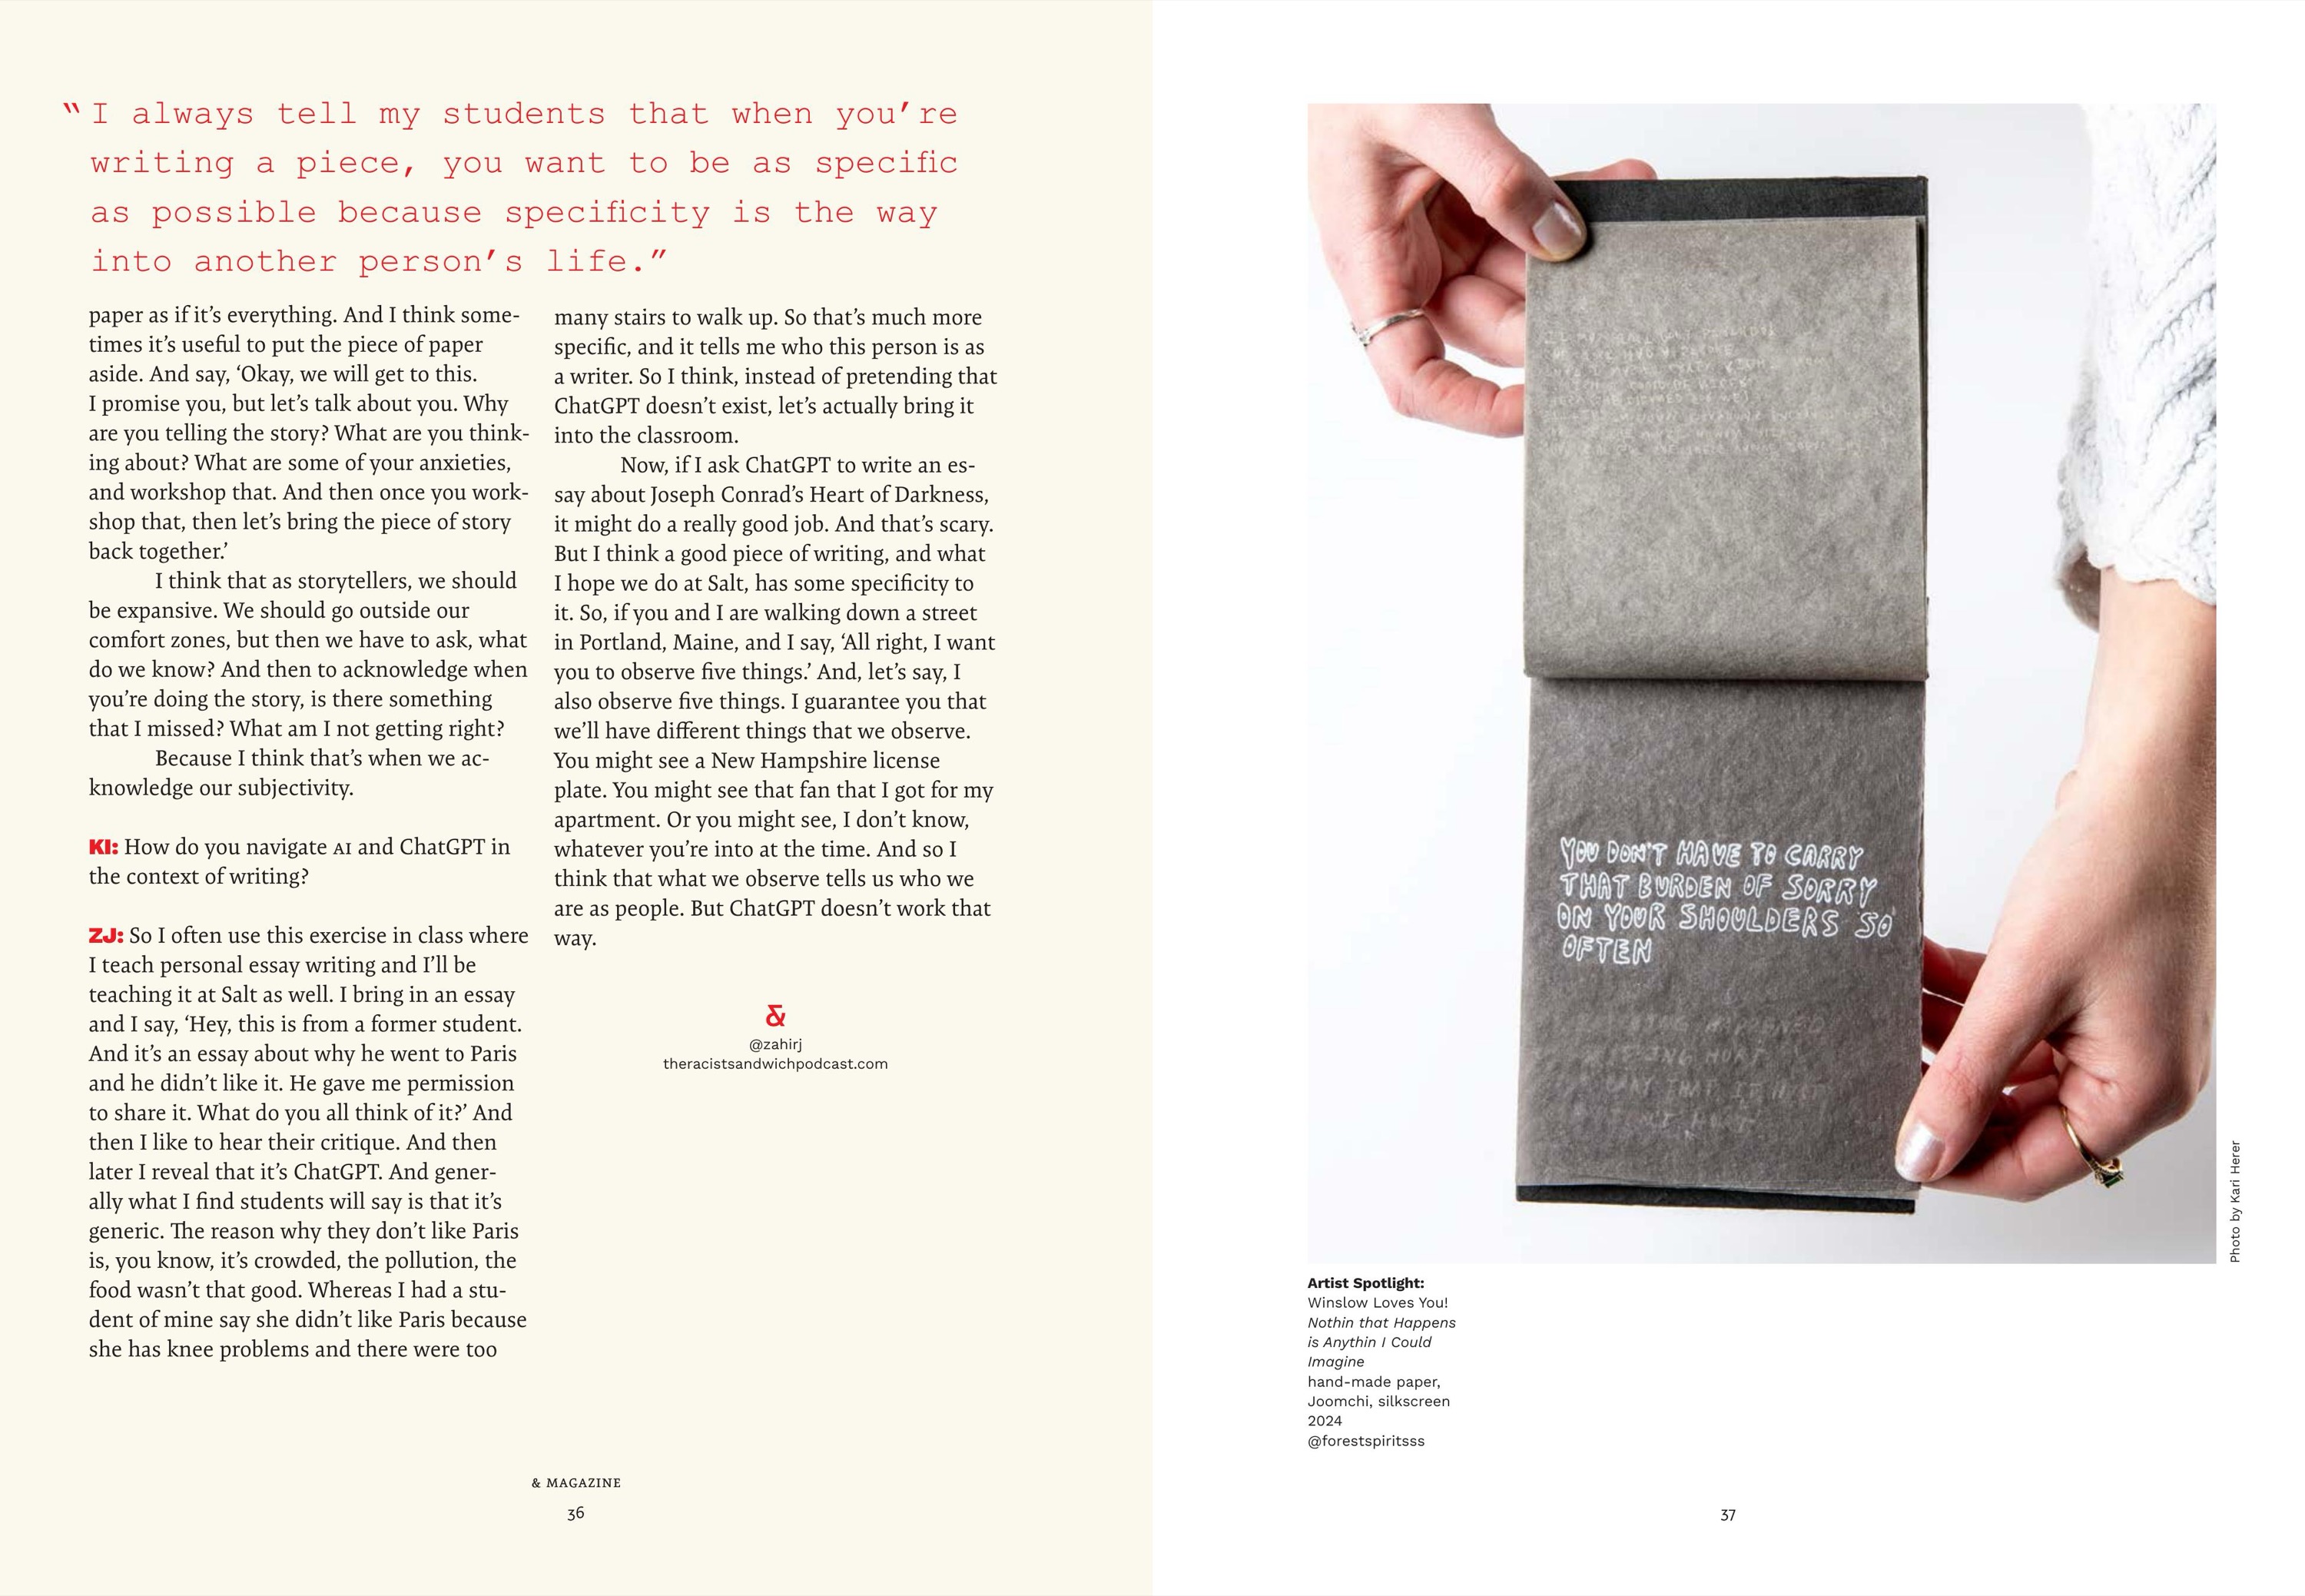 “I always tell my students that when you’re
writing a piece, you want to be as specific
as possible because specificity is the way
into another person’s life.”
paper as if it’s everything. And I think some-
times it’s useful to put the piece of paper
aside. And say, ‘Okay, we will get to this.
I promise you, but let’s talk about you. Why
are you telling the story? What are you think-
ing about? What are some of your anxieties,
and workshop that. And then once you work-
shop that, then let’s bring the piece of story
back together.’
I think that as storytellers, we should
be expansive. We should go outside our
comfort zones, but then we have to ask, what
do we know? And then to acknowledge when
you’re doing the story, is there something
that I missed? What am I not getting right?
Because I think that’s when we ac-
knowledge our subjectivity.
KI: How do you navigate AI and ChatGPT in
the context of writing?
ZJ: So I often use this exercise in class where
I teach personal essay writing and I’ll be
teaching it at Salt as well. I bring in an essay
and I say, ‘Hey, this is from a former student.
And it’s an essay about why he went to Paris
and he didn’t like it. He gave me permission
to share it. What do you all think of it?’ And
then I like to hear their critique. And then
later I reveal that it’s ChatGPT. And gener-
ally what I find students will say is that it’s
generic. The reason why they don’t like Paris
is, you know, it’s crowded, the pollution, the
food wasn’t that good. Whereas I had a stu-
dent of mine say she didn’t like Paris because
she has knee problems and there were too
many stairs to walk up. So that’s much more
specific, and it tells me who this person is as
a writer. So I think, instead of pretending that
ChatGPT doesn’t exist, let’s actually bring it
into the classroom.
Now, if I ask ChatGPT to write an es-
say about Joseph Conrad’s Heart of Darkness,
it might do a really good job. And that’s scary.
But I think a good piece of writing, and what
I hope we do at Salt, has some specificity to
it. So, if you and I are walking down a street
in Portland, Maine, and I say, ‘All right, I want
you to observe five things.’ And, let’s say, I
also observe five things. I guarantee you that
we’ll have different things that we observe.
You might see a New Hampshire license
plate. You might see that fan that I got for my
apartment. Or you might see, I don’t know,
whatever you’re into at the time. And so I
think that what we observe tells us who we
are as people. But ChatGPT doesn’t work that
way.
&
@zahirj
theracistsandwichpodcast.com
& MAGAZINE
36
YOU DON'T HAVE TO CARRY
THAT BURDEN OF SORRY
ON YOUR SHOULDERS SO
OFTEN
Photo by Kari Herer
Artist Spotlight:
Winslow Loves You!
Nothin that Happens
is Anythin I Could
Imagine
hand-made paper,
Joomchi, silkscreen
2024
@forestspiritsss
37